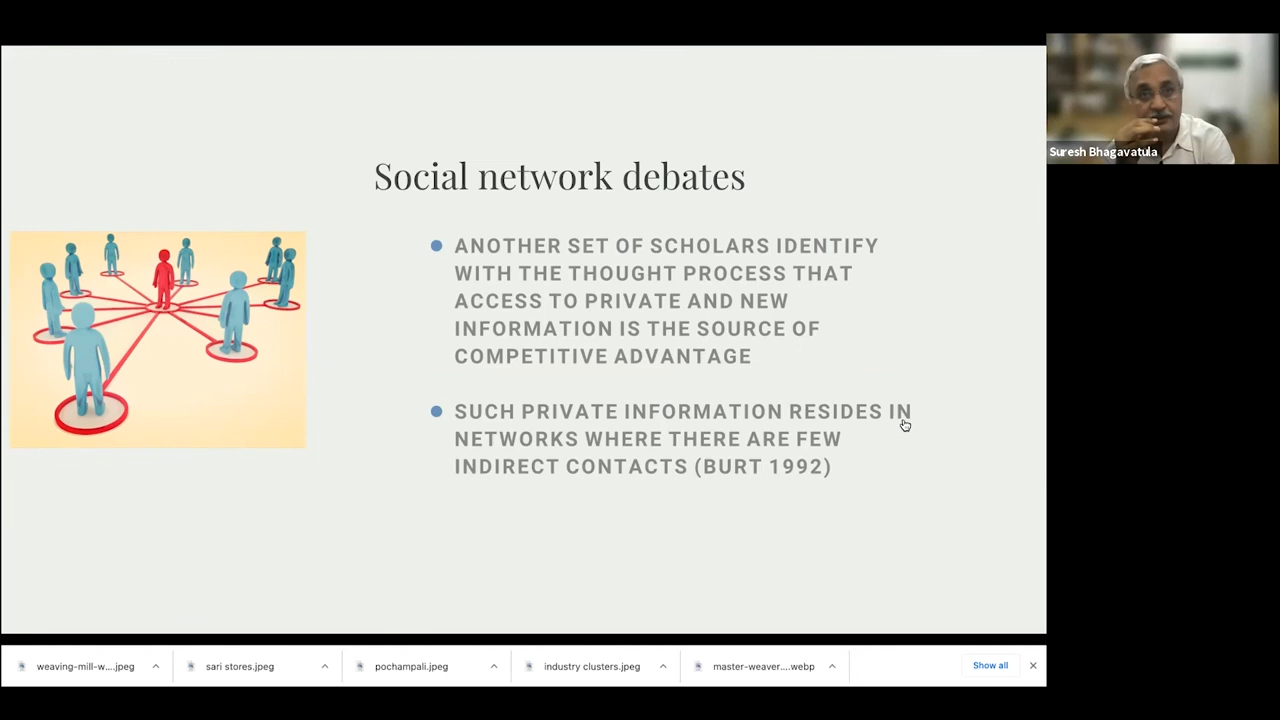 Social network debates
ANOTHER SET OF SCHOLARS IDENTIFY
WITH THE THOUGHT PROCESS THAT
ACCESS TO PRIVATE AND NEW
INFORMATION IS THE SOURCE OF
COMPETITIVE ADVANTAGE
SUCH PRIVATE INFORMATION RESIDES IN
NETWORKS WHERE THERE ARE FEW
INDIRECT CONTACTS (BURT 1992)
Suresh Bhagavatula
weaving-mill-w....jpeg
sari stores.jpeg
pochampali.jpeg
industry clusters.jpeg
master-weaver....webp
Show all